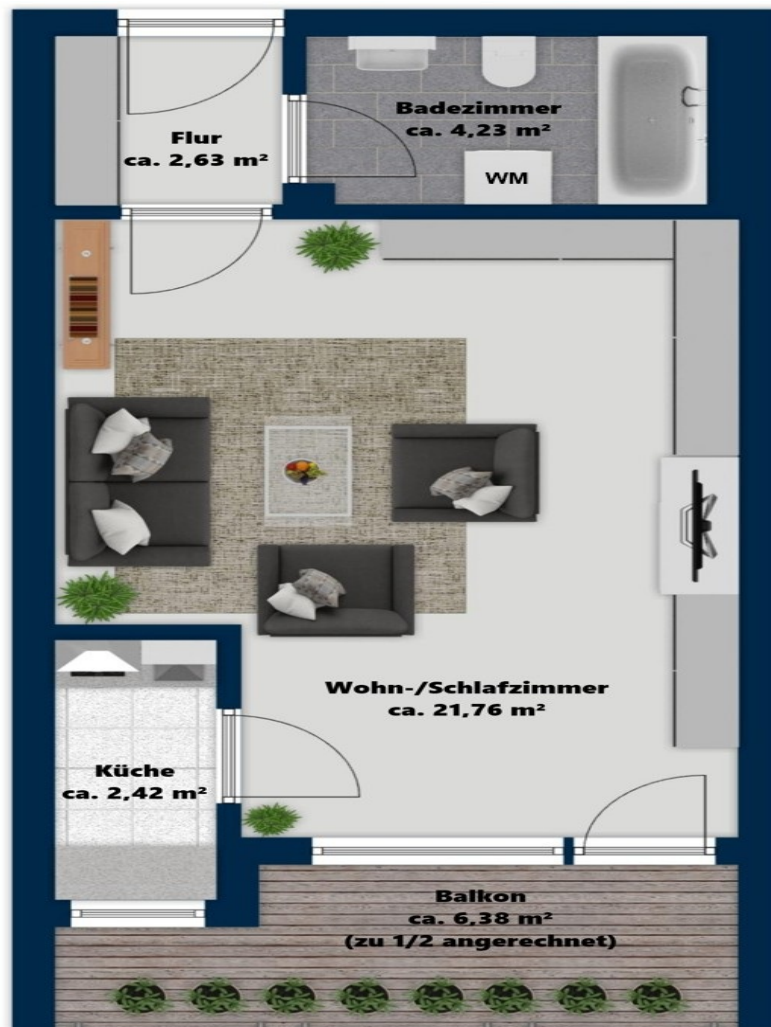 Flur
ca. 2,63 m²
Badezimmer
ca. 4,23 m²
WM
Wohn-/Schlafzimmer
ca. 21,76 m²
Küche
ca. 2,42 m²
Balkon
ca. 6,38 m²
(zu 1/2 angerechnet)